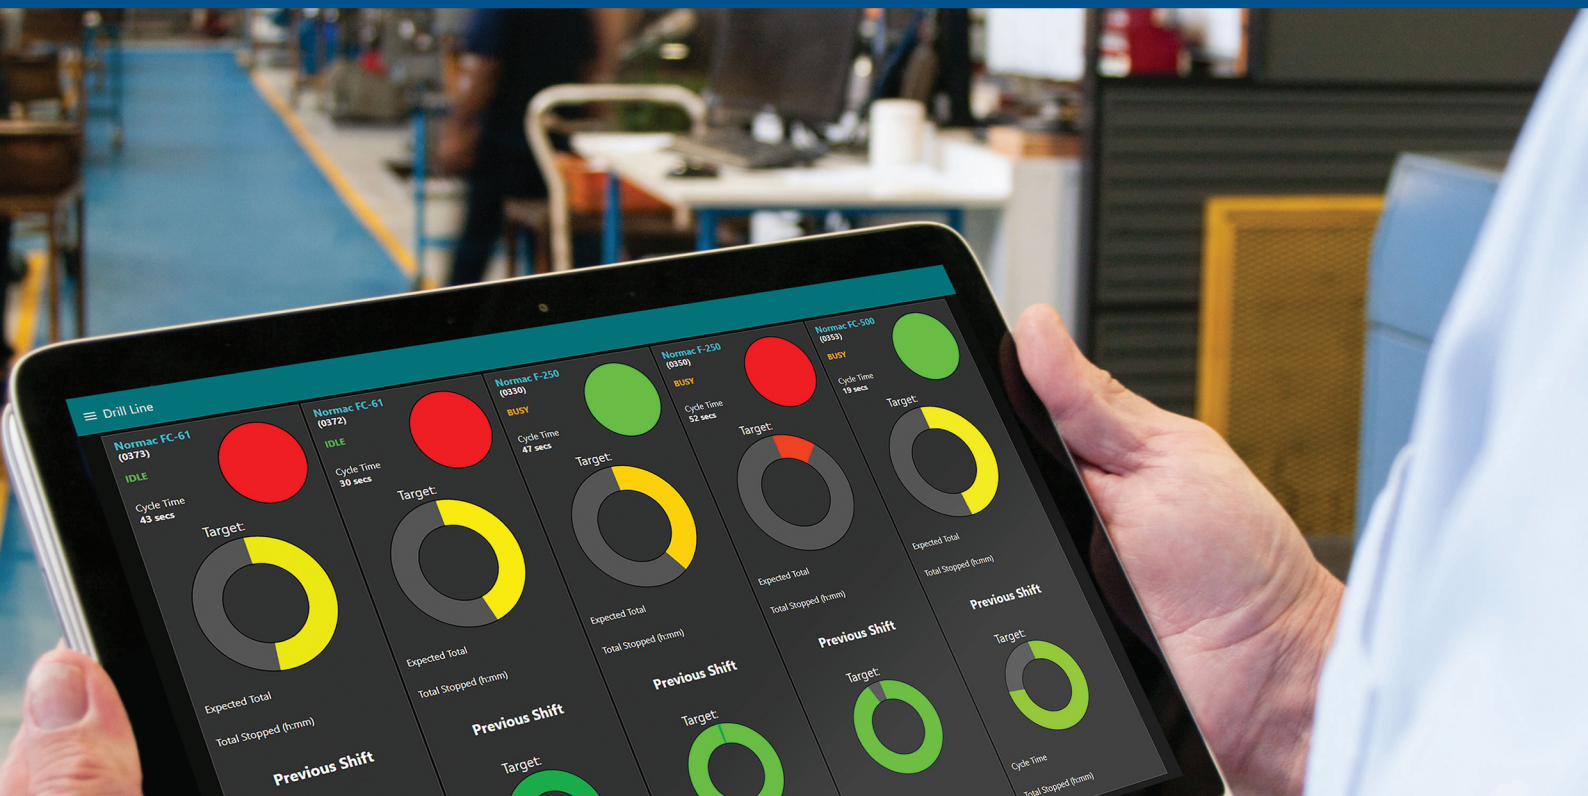 Drill Line
Normac FC-61
(0373)
IDLE
Cycle Time
43 secs
Target:
Expected Total
Total Stopped (h:mm)
Previous Shift
Normac FC-61
(0372)
IDLE
Cycle Time
30 secs
Target:
Expected Total
Total Stopped (h:mm)
Previous Shift
Target:
Normac F-250
(0330)
BUSY
Cycle Time
47 secs
Target:
Expected Total
Total Stopped (h:mm)
Previous Shift
Target:
Normac F-250
(0350)
BUSY
Cycle Time
52 secs
Target:
Expected Total
Total Stopped (h:mm)
Previous Shift
Target:
Normac FC-500
(0353)
BUSY
Cycle Time
19 secs
Target:
Expected Total
Total Stopped (h:mm)
Previous Shift
Target:
Cycle Time
Total Stopped (h:mm)